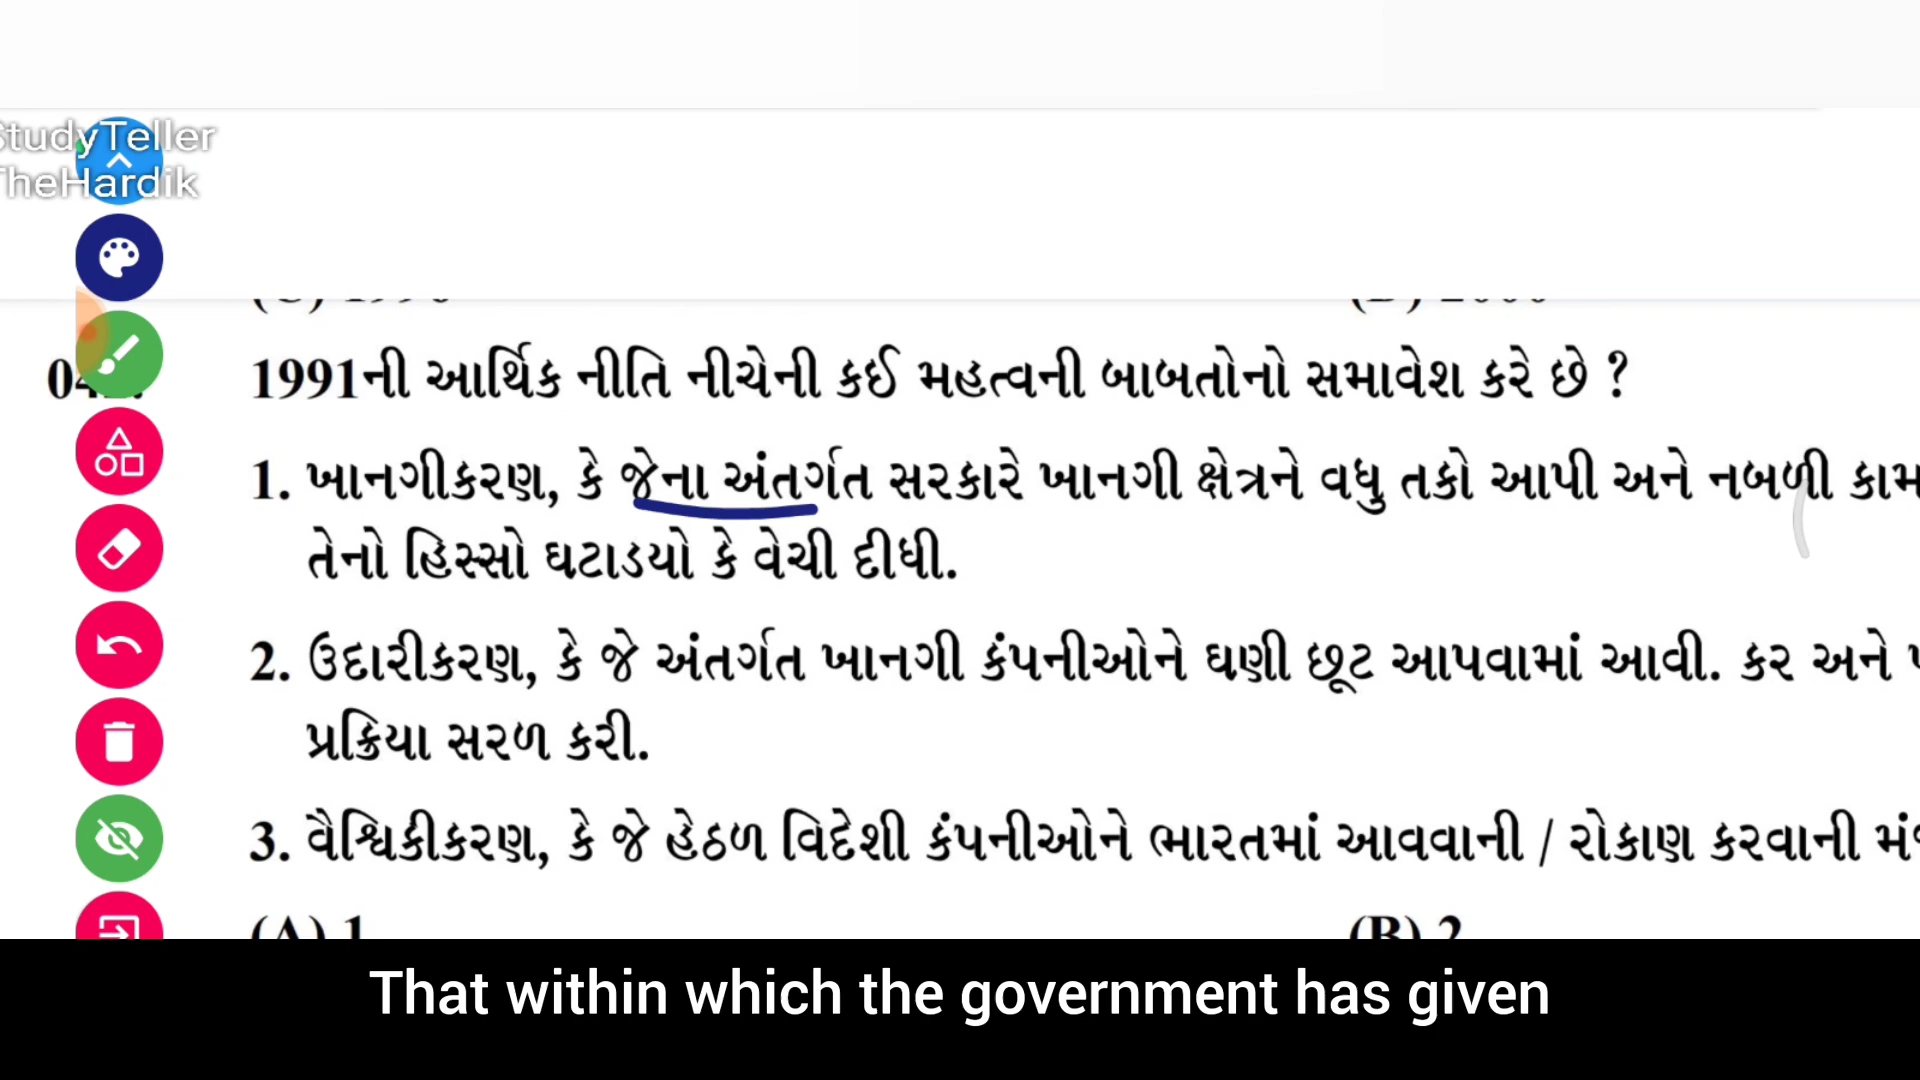 StudyTeller
TheHardik
1991ની આર્થિક નીતિ નીચેની કઈ મહત્વની બાબતોનો સમાવેશ કરે છે ?
1. ખાનગીકરણ, કે જેના અંતર્ગત સરકારે ખાનગી ક્ષેત્રને વધુ તકો આપી અને નબળી
તેનો હિસ્સો ઘટાડયો કે વેચી દીધી.
2. ઉદારીકરણ, કે જે અંતર્ગત ખાનગી કંપનીઓને ઘણી છૂટ આપવામાં આવી. કર અને
પ્રક્રિયા સરળ કરી.
3. વૈશ્વિકીકરણ, કે જે હેઠળ વિદેશી કંપનીઓને ભારતમાં આવવાની / રોકાણ કરવાની
(A) 1 (B) 2
That within which the government has given